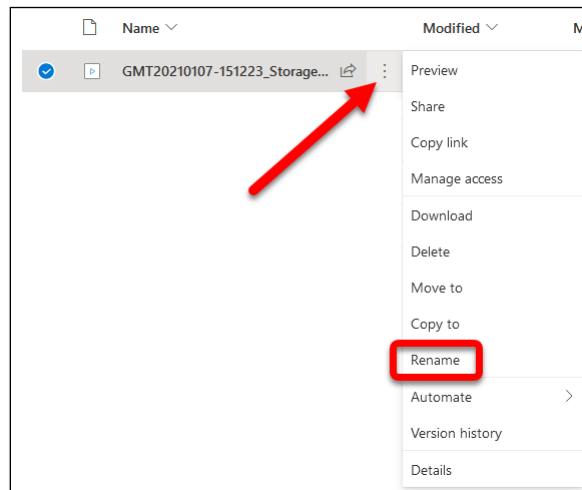 Name Modified M
GMT20210107-151223_Storage...
Preview
Share
Copy link
Manage access
Download
Delete
Move to
Copy to
Rename
Automate
Version history
Details